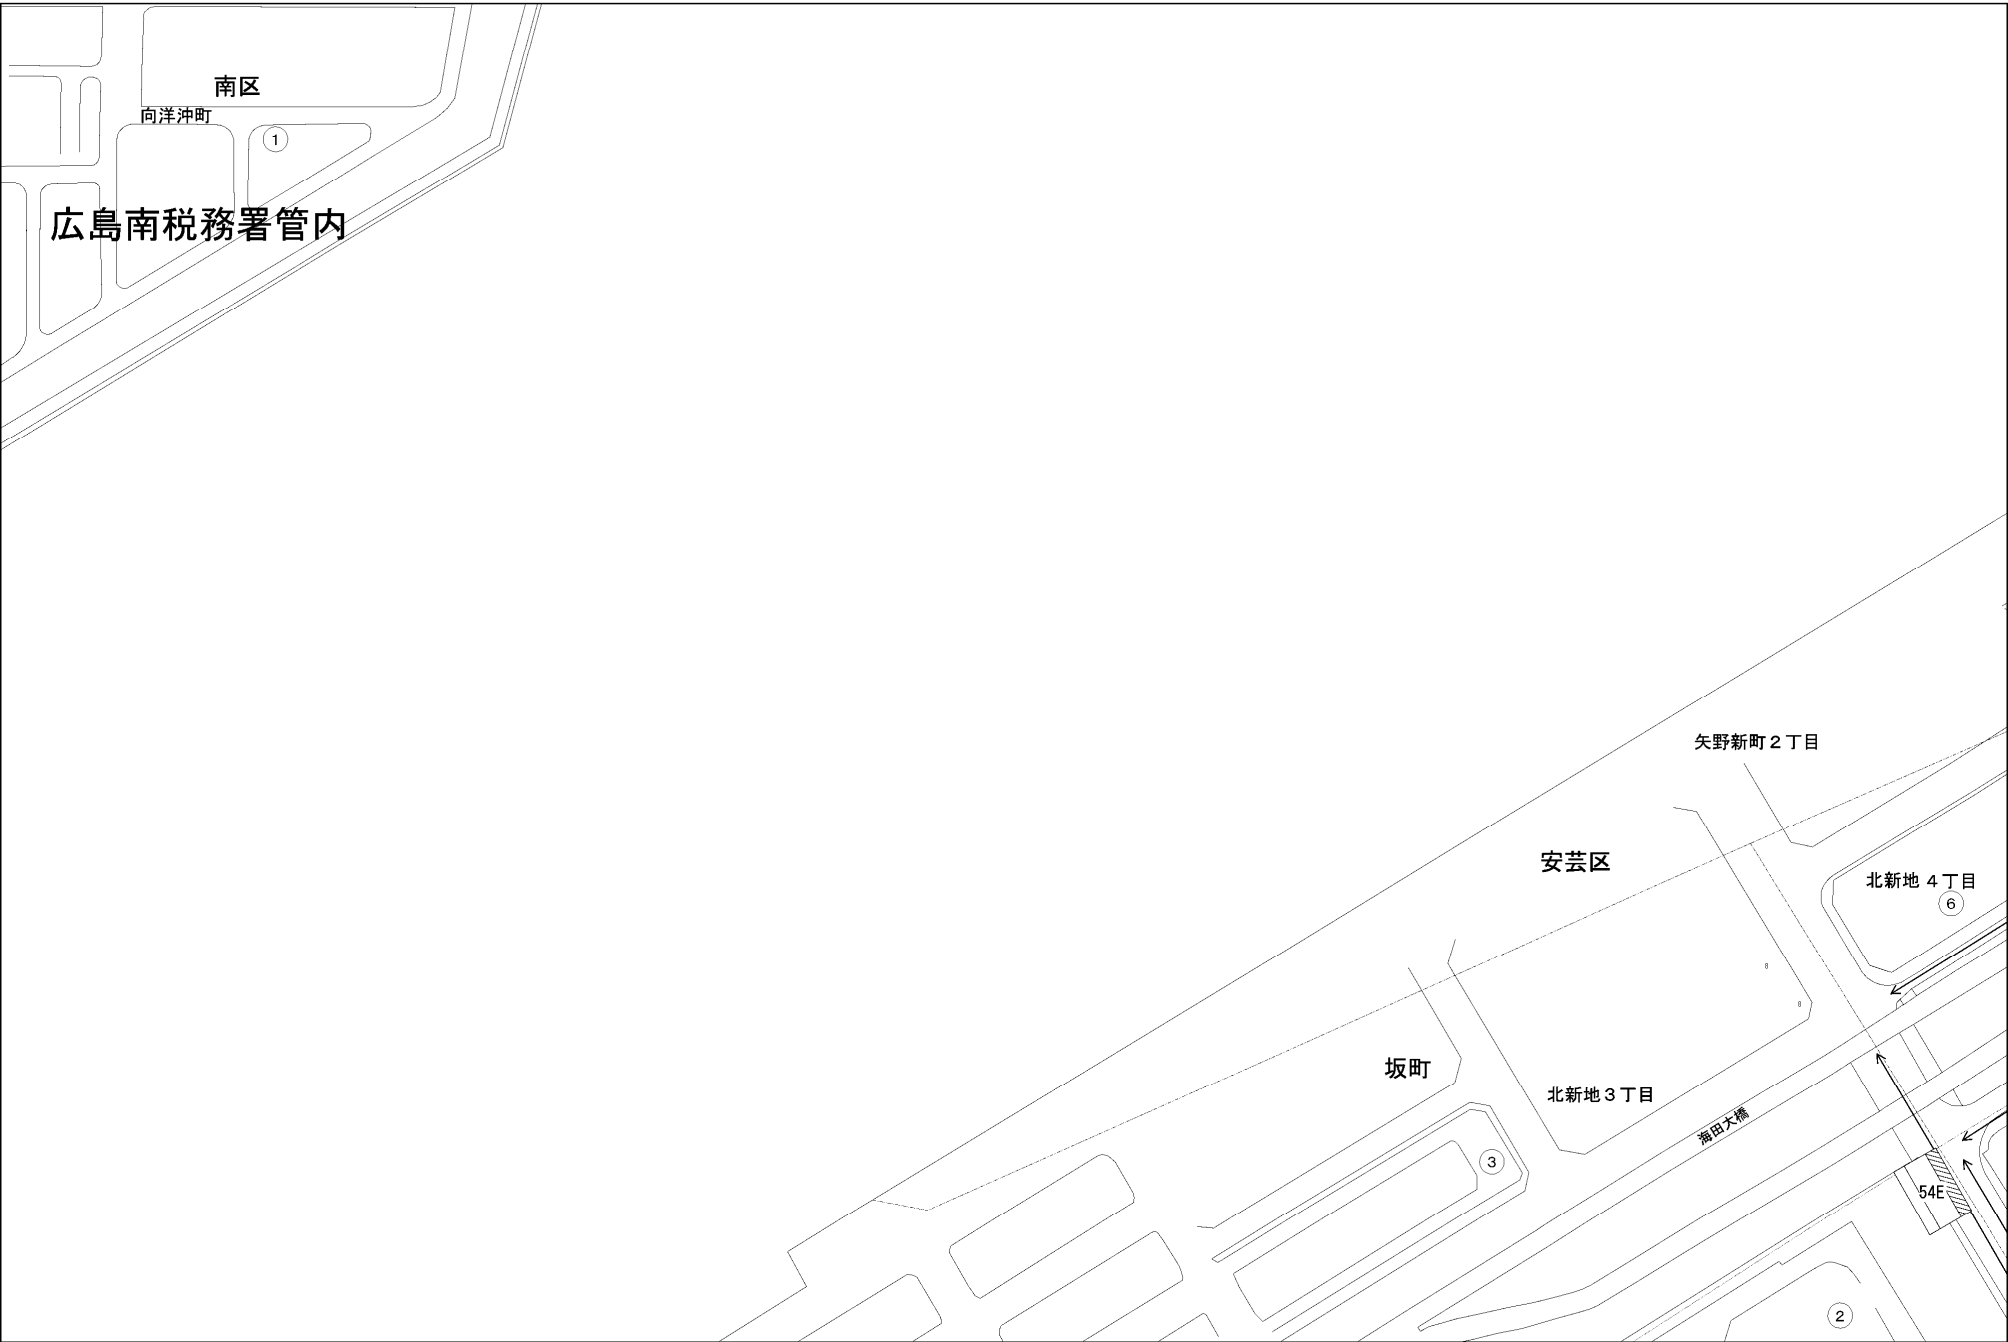 南区
向洋沖町
1
広島南税務署管内
矢野新町２丁目
安芸区
北新地 ４丁目
6
坂町
北新地３丁目
海田大橋
3
54E
2